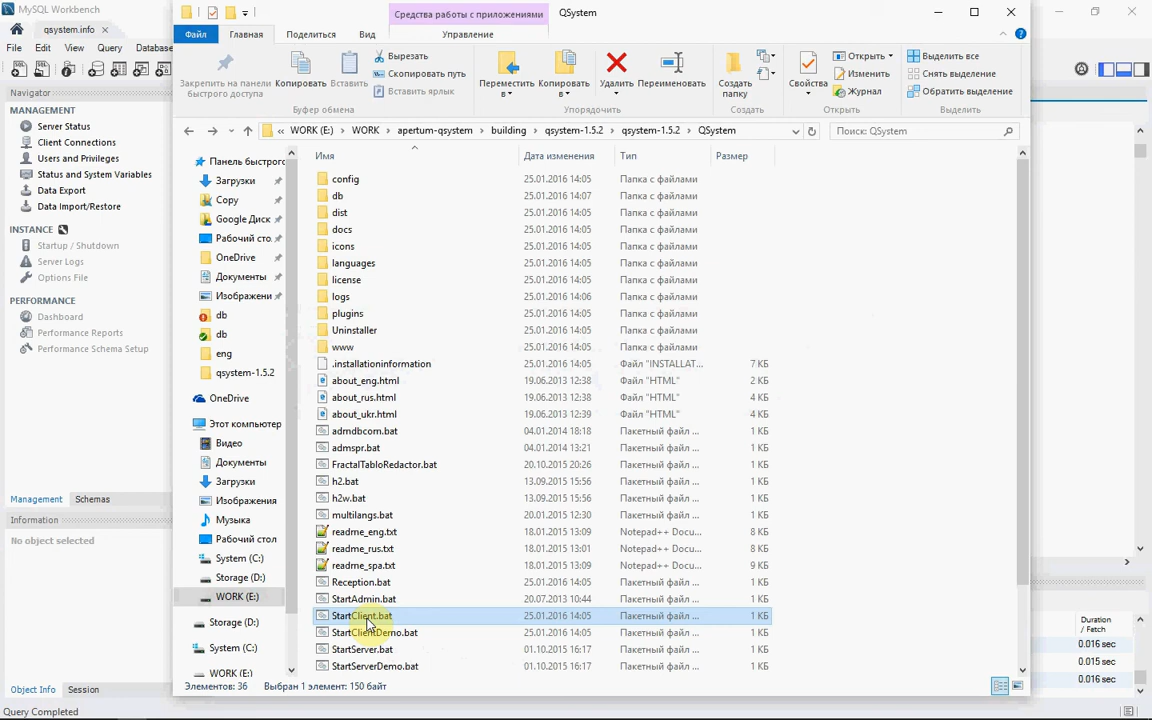 MySQL Workbench
qsystem.info
File Edit View Query Database
Navigator
MANAGEMENT
Server Status
Client Connections
Users and Privileges
Status and System Variables
Data Export
Data Import/Restore
INSTANCE
Startup / Shutdown
Server Logs
Options File
PERFORMANCE
Dashboard
Performance Reports
Performance Schema Setup
Management Schemas
Information
No object selected
Object Info Session
Query Completed
Средства работы с приложениями QSystem
Файл Главная Поделиться Вид Управление
Закрепить на панели быстрого доступа
Копировать
Вставить
Вырезать
Скопировать путь
Вставить ярлык
Буфер обмена
Переместить в
Копировать в
Удалить
Переименовать
Упорядочить
Создать папку
Создать
Свойства
Открыть
Изменить
Журнал
Открыть
Выделить все
Снять выделение
Обратить выделение
Выделить
« WORK (E:) WORK apertum-qsystem building qsystem-1.5.2 qsystem-1.5.2 QSystem
Поиск: QSystem
Панель быстрого
Загрузки
Copy
Google Диск
Рабочий сто.
OneDrive
Документы
Изображени
db
db
eng
qsystem-1.5.2
OneDrive
Этот компьютер
Видео
Документы
Загрузки
Изображения
Музыка
Рабочий стол
System (C:)
Storage (D:)
WORK (E:)
Storage (D:)
System (C:)
WORK (E:)
Имя Дата изменения Тип Размер
config 25.01.2016 14:05 Папка с файлами
db 25.01.2016 14:07 Папка с файлами
dist 25.01.2016 14:05 Папка с файлами
docs 25.01.2016 14:05 Папка с файлами
icons 25.01.2016 14:05 Папка с файлами
languages 25.01.2016 14:05 Папка с файлами
license 25.01.2016 14:05 Папка с файлами
logs 25.01.2016 14:06 Папка с файлами
plugins 25.01.2016 14:05 Папка с файлами
Uninstaller 25.01.2016 14:05 Папка с файлами
www 25.01.2016 14:05 Папка с файлами
.installationinformation 25.01.2016 14:05 Файл "INSTALLAT... 7 КБ
about_eng.html 19.06.2013 12:38 Файл "HTML" 2 КБ
about_rus.html 19.06.2013 12:38 Файл "HTML" 4 КБ
about_ukr.html 19.06.2013 12:39 Файл "HTML" 4 КБ
admdbcom.bat 04.01.2014 18:18 Пакетный файл ... 1 КБ
admspr.bat 04.01.2014 13:21 Пакетный файл ... 1 КБ
FractalTabloRedactor.bat 20.10.2015 20:26 Пакетный файл ... 1 КБ
h2.bat 13.09.2015 15:56 Пакетный файл ... 1 КБ
h2w.bat 13.09.2015 15:56 Пакетный файл ... 1 КБ
multilangs.bat 20.01.2015 12:30 Пакетный файл ... 1 КБ
readme_eng.txt 18.01.2015 13:09 Notepad++ Docu... 8 КБ
readme_rus.txt 18.01.2015 13:01 Notepad++ Docu... 8 КБ
readme_spa.txt 18.01.2015 13:09 Notepad++ Docu... 9 КБ
Reception.bat 25.01.2016 14:05 Пакетный файл ... 1 КБ
StartAdmin.bat 20.07.2013 10:44 Пакетный файл ... 1 КБ
StartClient.bat 25.01.2016 14:05 Пакетный файл ... 1 КБ
StartClientDemo.bat 25.01.2016 14:05 Пакетный файл ... 1 КБ
StartServer.bat 01.10.2015 16:17 Пакетный файл ... 1 КБ
StartServerDemo.bat 01.10.2015 16:17 Пакетный файл ... 1 КБ
Элементов: 36 Выбран 1 элемент: 150 байт
Duration / Fetch
0.016 sec
0.015 sec
0.016 sec